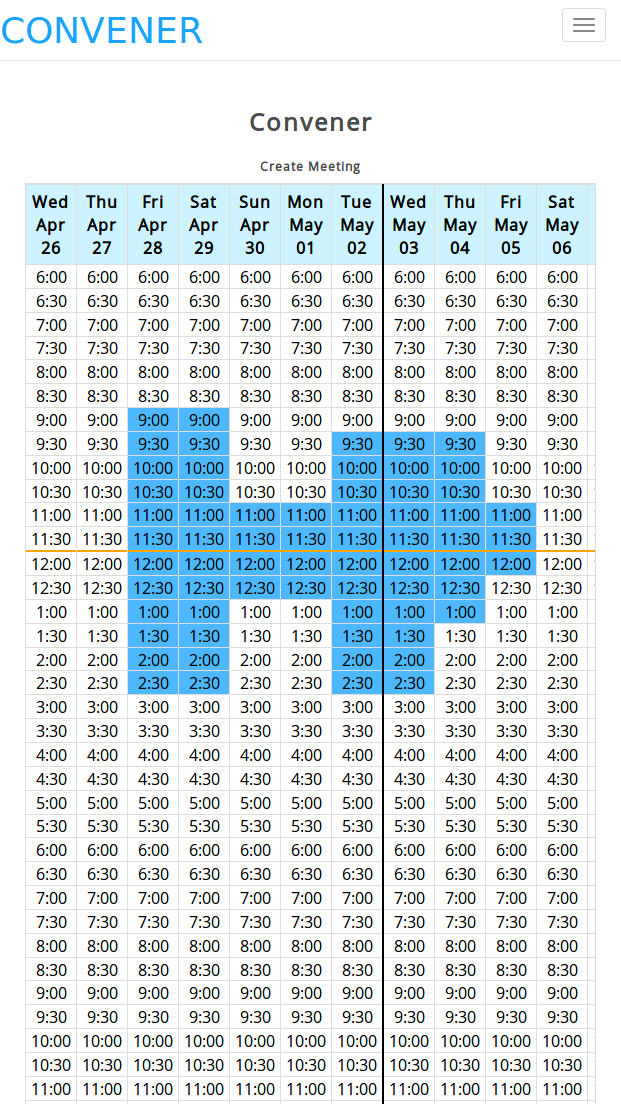 CONVENER
Convener
Create Meeting
Wed Thu Fri Sat Sun Mon Tue Wed Thu Fri Sat
Apr Apr Apr Apr Apr May May May May May May
26 27 28 29 30 01 02 03 04 05 06
6:00 6:00 6:00 6:00 6:00 6:00 6:00 6:00 6:00 6:00 6:00
6:30 6:30 6:30 6:30 6:30 6:30 6:30 6:30 6:30 6:30 6:30
7:00 7:00 7:00 7:00 7:00 7:00 7:00 7:00 7:00 7:00 7:00
7:30 7:30 7:30 7:30 7:30 7:30 7:30 7:30 7:30 7:30 7:30
8:00 8:00 8:00 8:00 8:00 8:00 8:00 8:00 8:00 8:00 8:00
8:30 8:30 8:30 8:30 8:30 8:30 8:30 8:30 8:30 8:30 8:30
9:00 9:00 9:00 9:00 9:00 9:00 9:00 9:00 9:00 9:00 9:00
9:30 9:30 9:30 9:30 9:30 9:30 9:30 9:30 9:30 9:30 9:30
10:00 10:00 10:00 10:00 10:00 10:00 10:00 10:00 10:00 10:00 10:00
10:30 10:30 10:30 10:30 10:30 10:30 10:30 10:30 10:30 10:30 10:30
11:00 11:00 11:00 11:00 11:00 11:00 11:00 11:00 11:00 11:00 11:00
11:30 11:30 11:30 11:30 11:30 11:30 11:30 11:30 11:30 11:30 11:30
12:00 12:00 12:00 12:00 12:00 12:00 12:00 12:00 12:00 12:00 12:00
12:30 12:30 12:30 12:30 12:30 12:30 12:30 12:30 12:30 12:30 12:30
1:00 1:00 1:00 1:00 1:00 1:00 1:00 1:00 1:00 1:00 1:00
1:30 1:30 1:30 1:30 1:30 1:30 1:30 1:30 1:30 1:30 1:30
2:00 2:00 2:00 2:00 2:00 2:00 2:00 2:00 2:00 2:00 2:00
2:30 2:30 2:30 2:30 2:30 2:30 2:30 2:30 2:30 2:30 2:30
3:00 3:00 3:00 3:00 3:00 3:00 3:00 3:00 3:00 3:00 3:00
3:30 3:30 3:30 3:30 3:30 3:30 3:30 3:30 3:30 3:30 3:30
4:00 4:00 4:00 4:00 4:00 4:00 4:00 4:00 4:00 4:00 4:00
4:30 4:30 4:30 4:30 4:30 4:30 4:30 4:30 4:30 4:30 4:30
5:00 5:00 5:00 5:00 5:00 5:00 5:00 5:00 5:00 5:00 5:00
5:30 5:30 5:30 5:30 5:30 5:30 5:30 5:30 5:30 5:30 5:30
6:00 6:00 6:00 6:00 6:00 6:00 6:00 6:00 6:00 6:00 6:00
6:30 6:30 6:30 6:30 6:30 6:30 6:30 6:30 6:30 6:30 6:30
7:00 7:00 7:00 7:00 7:00 7:00 7:00 7:00 7:00 7:00 7:00
7:30 7:30 7:30 7:30 7:30 7:30 7:30 7:30 7:30 7:30 7:30
8:00 8:00 8:00 8:00 8:00 8:00 8:00 8:00 8:00 8:00 8:00
8:30 8:30 8:30 8:30 8:30 8:30 8:30 8:30 8:30 8:30 8:30
9:00 9:00 9:00 9:00 9:00 9:00 9:00 9:00 9:00 9:00 9:00
9:30 9:30 9:30 9:30 9:30 9:30 9:30 9:30 9:30 9:30 9:30
10:00 10:00 10:00 10:00 10:00 10:00 10:00 10:00 10:00 10:00 10:00
10:30 10:30 10:30 10:30 10:30 10:30 10:30 10:30 10:30 10:30 10:30
11:00 11:00 11:00 11:00 11:00 11:00 11:00 11:00 11:00 11:00 11:00